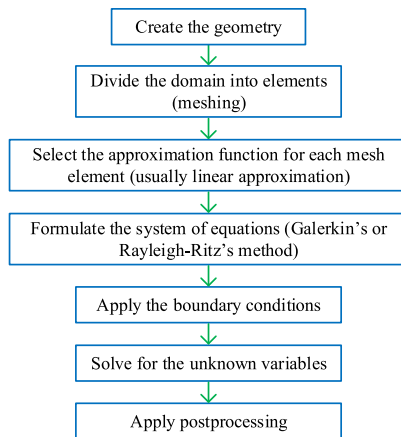 Create the geometry
Divide the domain into elements
(meshing)
Select the approximation function for each mesh
element (usually linear approximation)
Formulate the system of equations (Galerkin's or
Rayleigh-Ritz's method)
Apply the boundary conditions
Solve for the unknown variables
Apply postprocessing